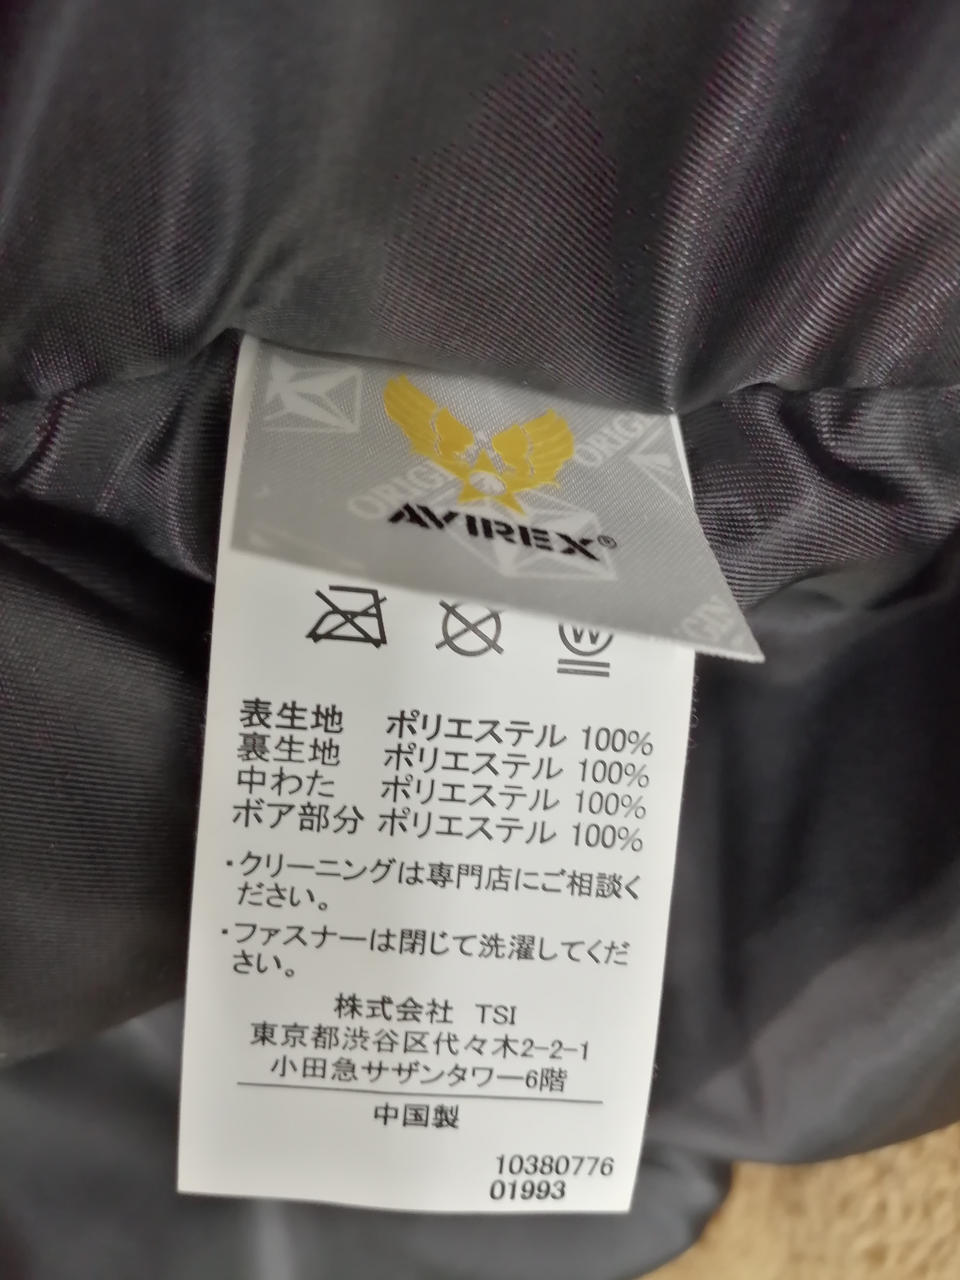 ORIGIN
ORIGIN
AVIREX®
W
表生地 ポリエステル 100%
裏生地 ポリエステル 100%
中わた ポリエステル 100%
ボア部分 ポリエステル 100%
・クリーニングは専門店にご相談く
ださい。
・ファスナーは閉じて洗濯してくだ
さい。
株式会社 TSI
東京都渋谷区代々木2-2-1
小田急サザンタワー6階
中国製
10380776
01993